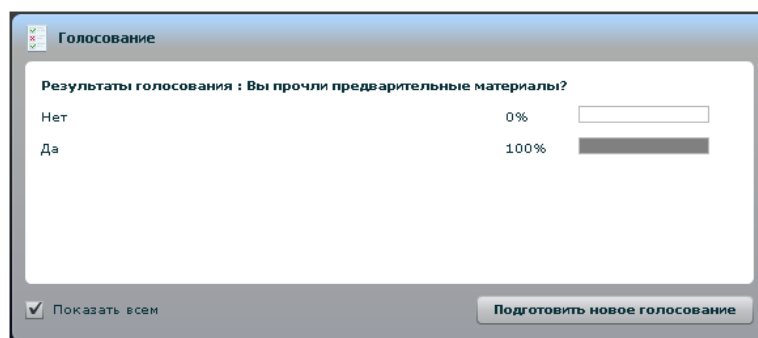 Голосование
Результаты голосования : Вы прочли предварительные материалы?
Нет 0%
Да 100%
Показать всем
Подготовить новое голосование